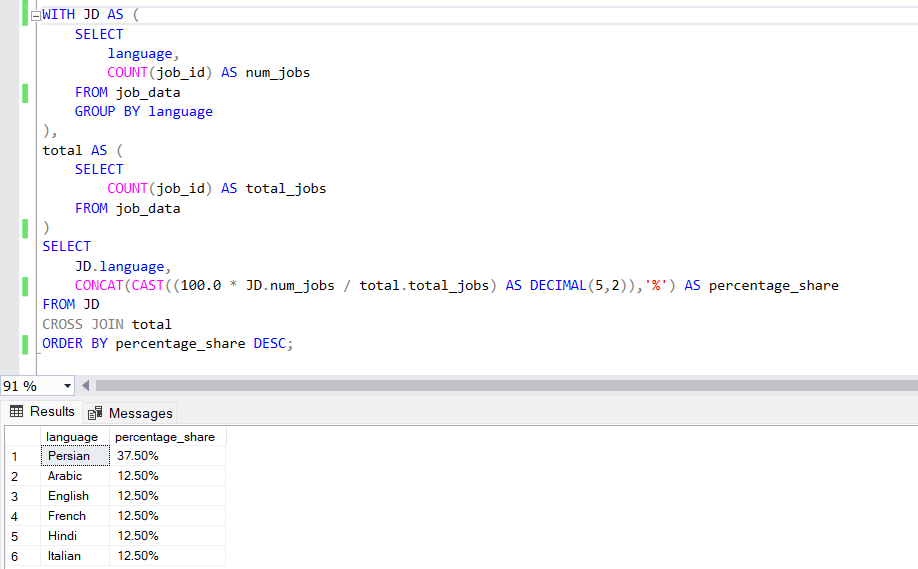 WITH JD AS (
SELECT
language,
COUNT(job_id) AS num_jobs
FROM job_data
GROUP BY language
),
total AS (
SELECT
COUNT(job_id) AS total_jobs
FROM job_data
)
SELECT
JD.language,
CONCAT(CAST((100.0 * JD.num_jobs / total.total_jobs) AS DECIMAL(5,2)),'%') AS percentage_share
FROM JD
CROSS JOIN total
ORDER BY percentage_share DESC;
91 %
Results Messages
language percentage_share
1 Persian 37.50%
2 Arabic 12.50%
3 English 12.50%
4 French 12.50%
5 Hindi 12.50%
6 Italian 12.50%